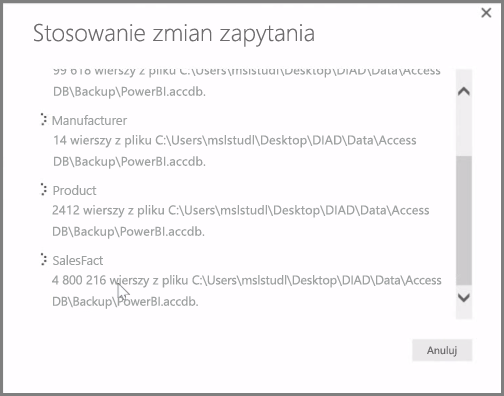 Stosowanie zmian zapytania
99 618 wierszy z pliku C:\Users\mslstudl\Desktop\DIAD\Data\Access
DB\Backup\PowerBI.accdb.
Manufacturer
14 wierszy z pliku C:\Users\mslstudl\Desktop\DIAD\Data\Access
DB\Backup\PowerBI.accdb.
Product
2412 wierszy z pliku C:\Users\mslstudl\Desktop\DIAD\Data\Access
DB\Backup\PowerBI.accdb.
SalesFact
4 800 216 wierszy z pliku C:\Users\mslstudl\Desktop\DIAD\Data\Access
DB\Backup\PowerBI.accdb.
Anuluj